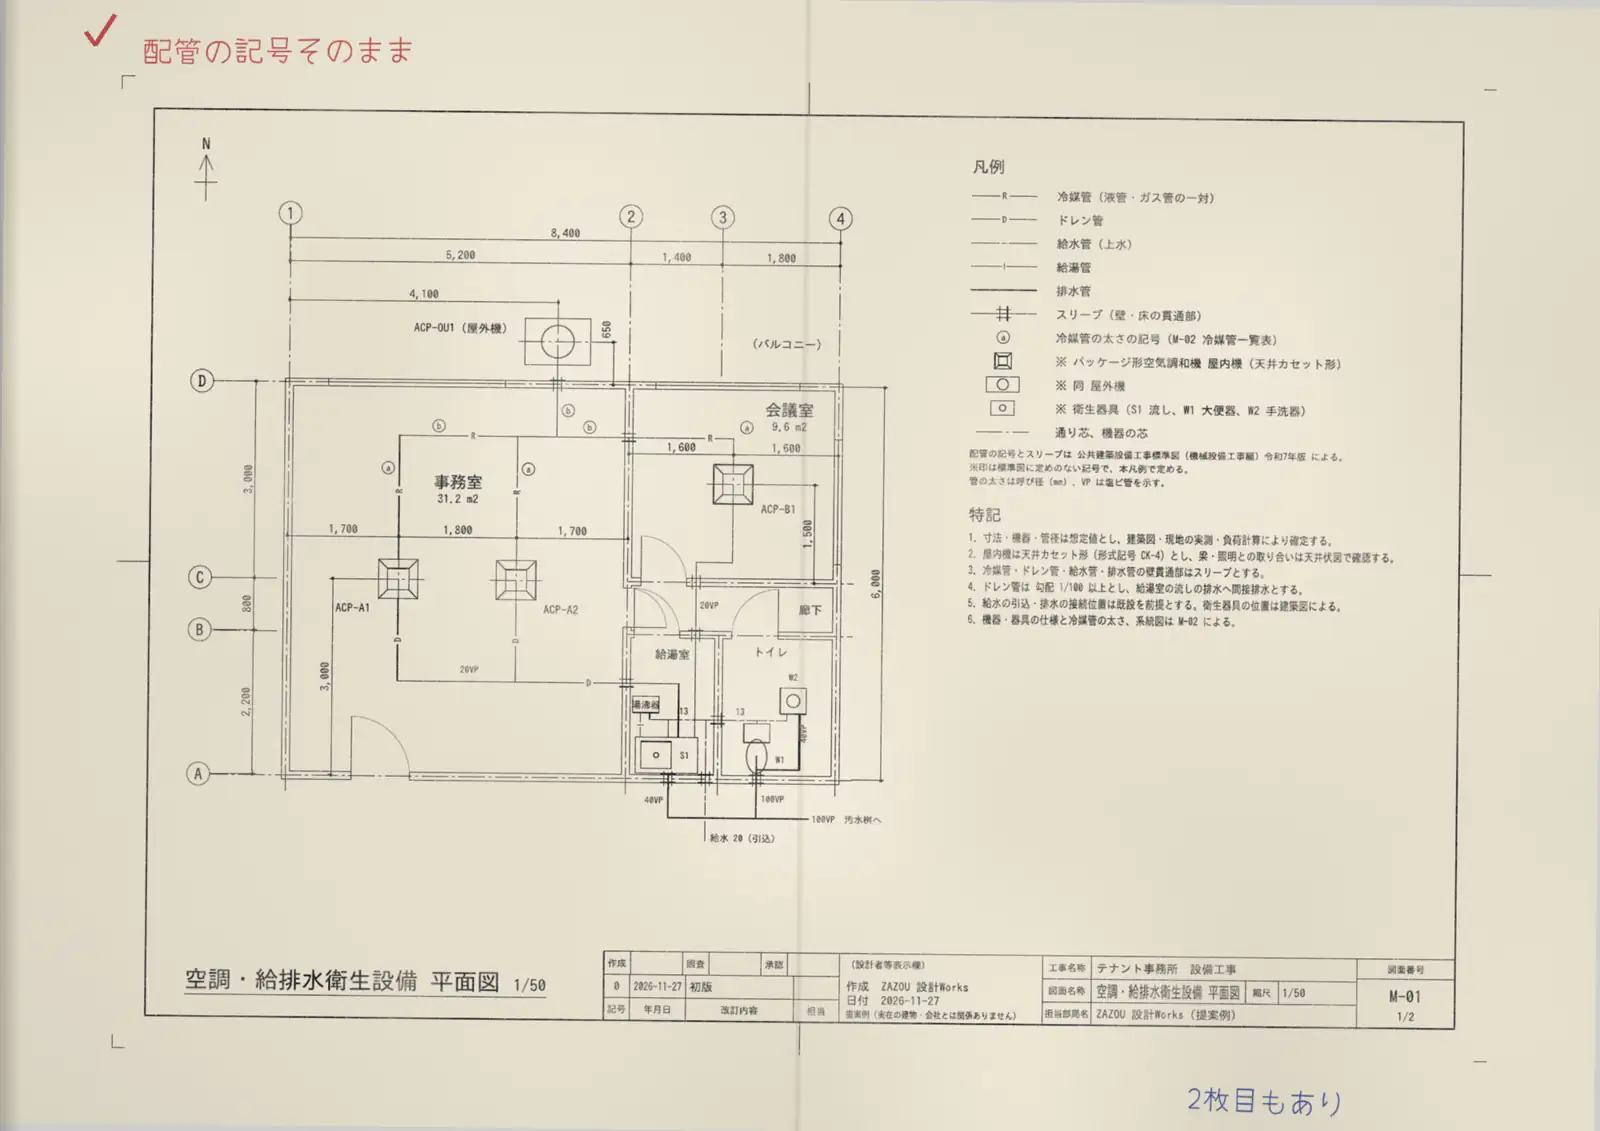 配管の記号そのまま
N
1
2
3
4
8,400
5,200
1,400
1,800
4,100
ACP-OU1（屋外機）
650
（バルコニー）
D
C
B
A
3,000
800
2,200
6,000
b
b
b
a
R
R
会議室
9.6 m2
1,600
1,600
a
a
R
R
事務室
31.2 m2
1,700
1,800
1,700
ACP-B1
1,500
ACP-A1
ACP-A2
20VP
廊下
D
D
3,000
20VP
D
給湯室
トイレ
W2
湯沸器
13
13
40VP
S1
W1
40VP
100VP
100VP 汚水桝へ
給水 20（引込）
凡例
R 冷媒管（液管・ガス管の一対）
D ドレン管
給水管（上水）
給湯管
排水管
スリーブ（壁・床の貫通部）
a 冷媒管の太さの記号（M-02 冷媒管一覧表）
※ パッケージ形空気調和機 屋内機（天井カセット形）
※ 同 屋外機
※ 衛生器具（S1 流し、W1 大便器、W2 手洗器）
通り芯、機器の芯
配管の記号とスリーブは 公共建築設備工事標準図（機械設備工事編）令和7年版 による。
※印は標準図に定めのない記号で、本凡例で定める。
管の太さは呼び径（mm）、VP は塩ビ管を示す。
特記
1. 寸法・機器・管径は想定値とし、建築図・現地の実測・負荷計算により確定する。
2. 屋内機は天井カセット形（形式記号 CK-4）とし、梁・照明との取り合いは天井伏図で確認する。
3. 冷媒管・ドレン管・給水管・排水管の壁貫通部はスリーブとする。
4. ドレン管は 勾配 1/100 以上とし、給湯室の流しの排水へ間接排水とする。
5. 給水の引込・排水の接続位置は既設を前提とする。衛生器具の位置は建築図による。
6. 機器・器具の仕様と冷媒管の太さ、系統図は M-02 による。
空調・給排水衛生設備 平面図 1/50
作成 調査 承認
0 2026-11-27 初版
記号 年月日 改訂内容 担当
（設計者等表示欄）
作成 ZAZOU 設計Works
日付 2026-11-27
提案例（実在の建物・会社とは関係ありません）
工事名称 テナント事務所 設備工事
図面名称 空調・給排水衛生設備 平面図 縮尺 1/50
担当部局名 ZAZOU 設計Works（提案例）
図面番号
M-01
1/2
2枚目もあり